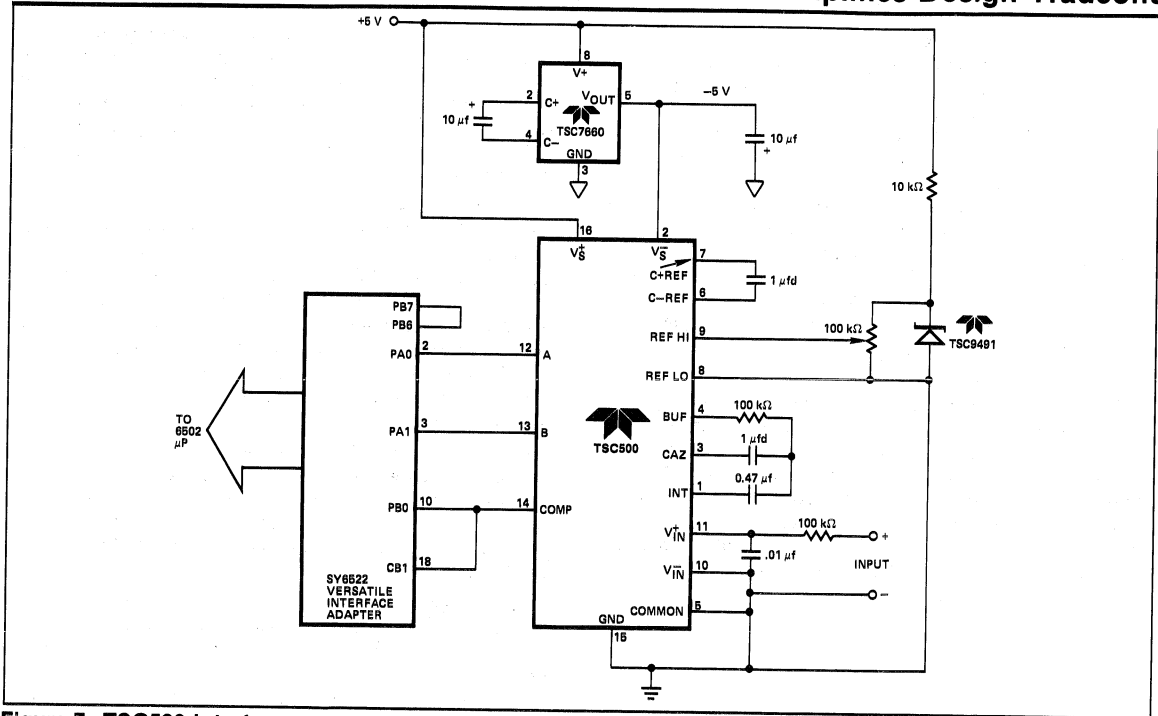 +5 V
8
V+
2
C+
VOUT
5
−5 V
+
10 µf
TSC7660
4
C−
GND
3
10 µf
+
10 kΩ
16
2
V+S
V−S
7
C+REF
1 µfd
C−REF
6
PB7
PB6
PA0
2
12
A
REF HI
9
100 kΩ
TSC9491
REF LO
8
BUF
4
100 kΩ
TO
6502
µP
PA1
3
13
B
TSC500
CAZ
3
1 µfd
INT
1
0.47 µf
PB0
10
14
COMP
V+IN
11
100 kΩ
+
.01 µf
INPUT
CB1
18
V−IN
10
−
SY6522
VERSATILE
INTERFACE
ADAPTER
COMMON
5
GND
15